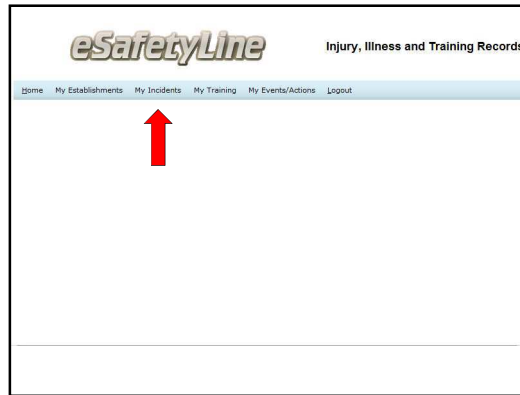 eSafetyLine
Injury, Illness and Training Records
Home My Establishments My Incidents My Training My Events/Actions Logout